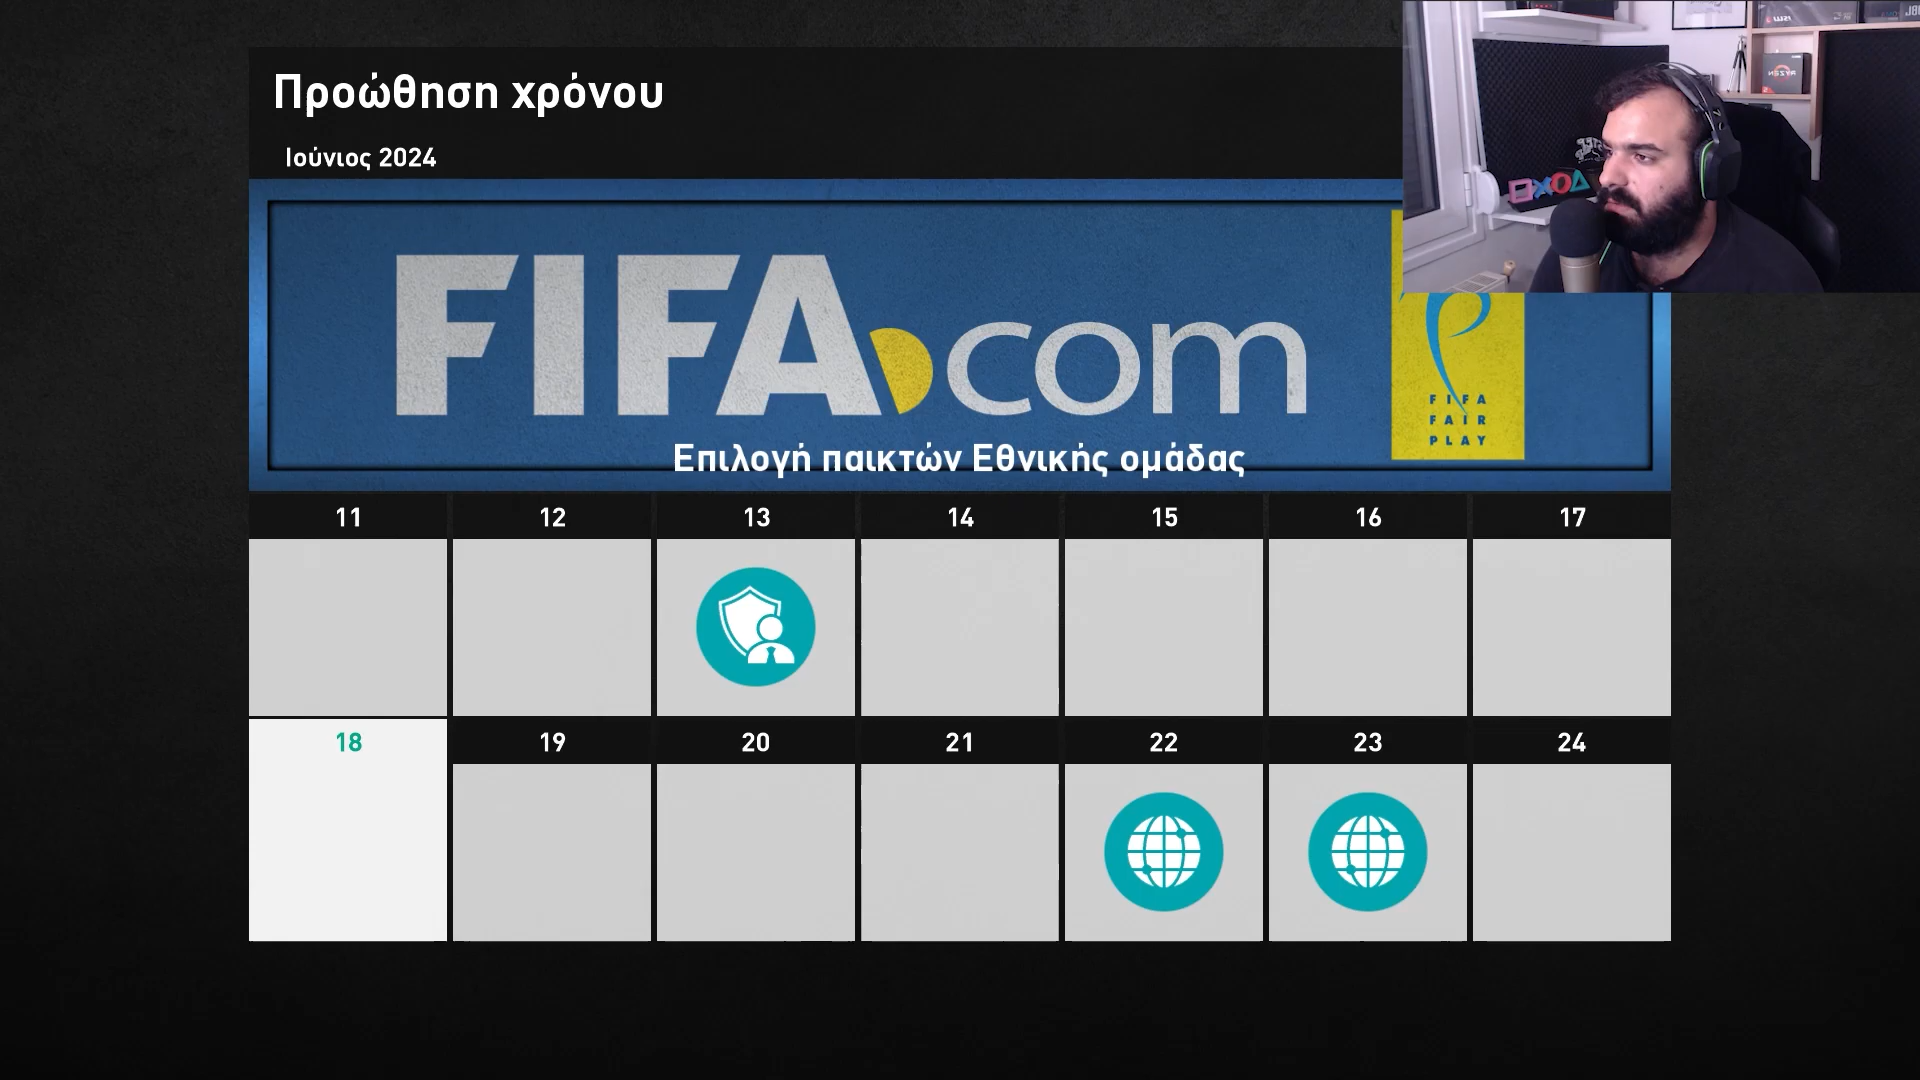 Προώθηση χρόνου
Ιούνιος 2024
FIFA.com
FIFA
FAIR
PLAY
Επιλογή παικτών Εθνικής ομάδας
11 12 13 14 15 16 17
18 19 20 21 22 23 24